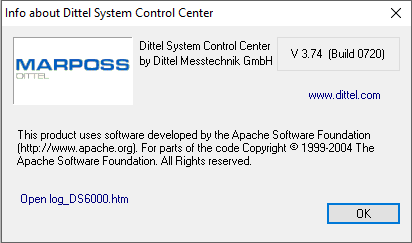 Info about Dittel System Control Center
MARPOSS
DITTEL
Dittel System Control Center
by Dittel Messtechnik GmbH
V 3.74 (Build 0720)
www.dittel.com
This product uses software developed by the Apache Software Foundation
(http://www.apache.org). For parts of the code Copyright © 1999-2004 The
Apache Software Foundation. All Rights reserved.
Open log_DS6000.htm
OK